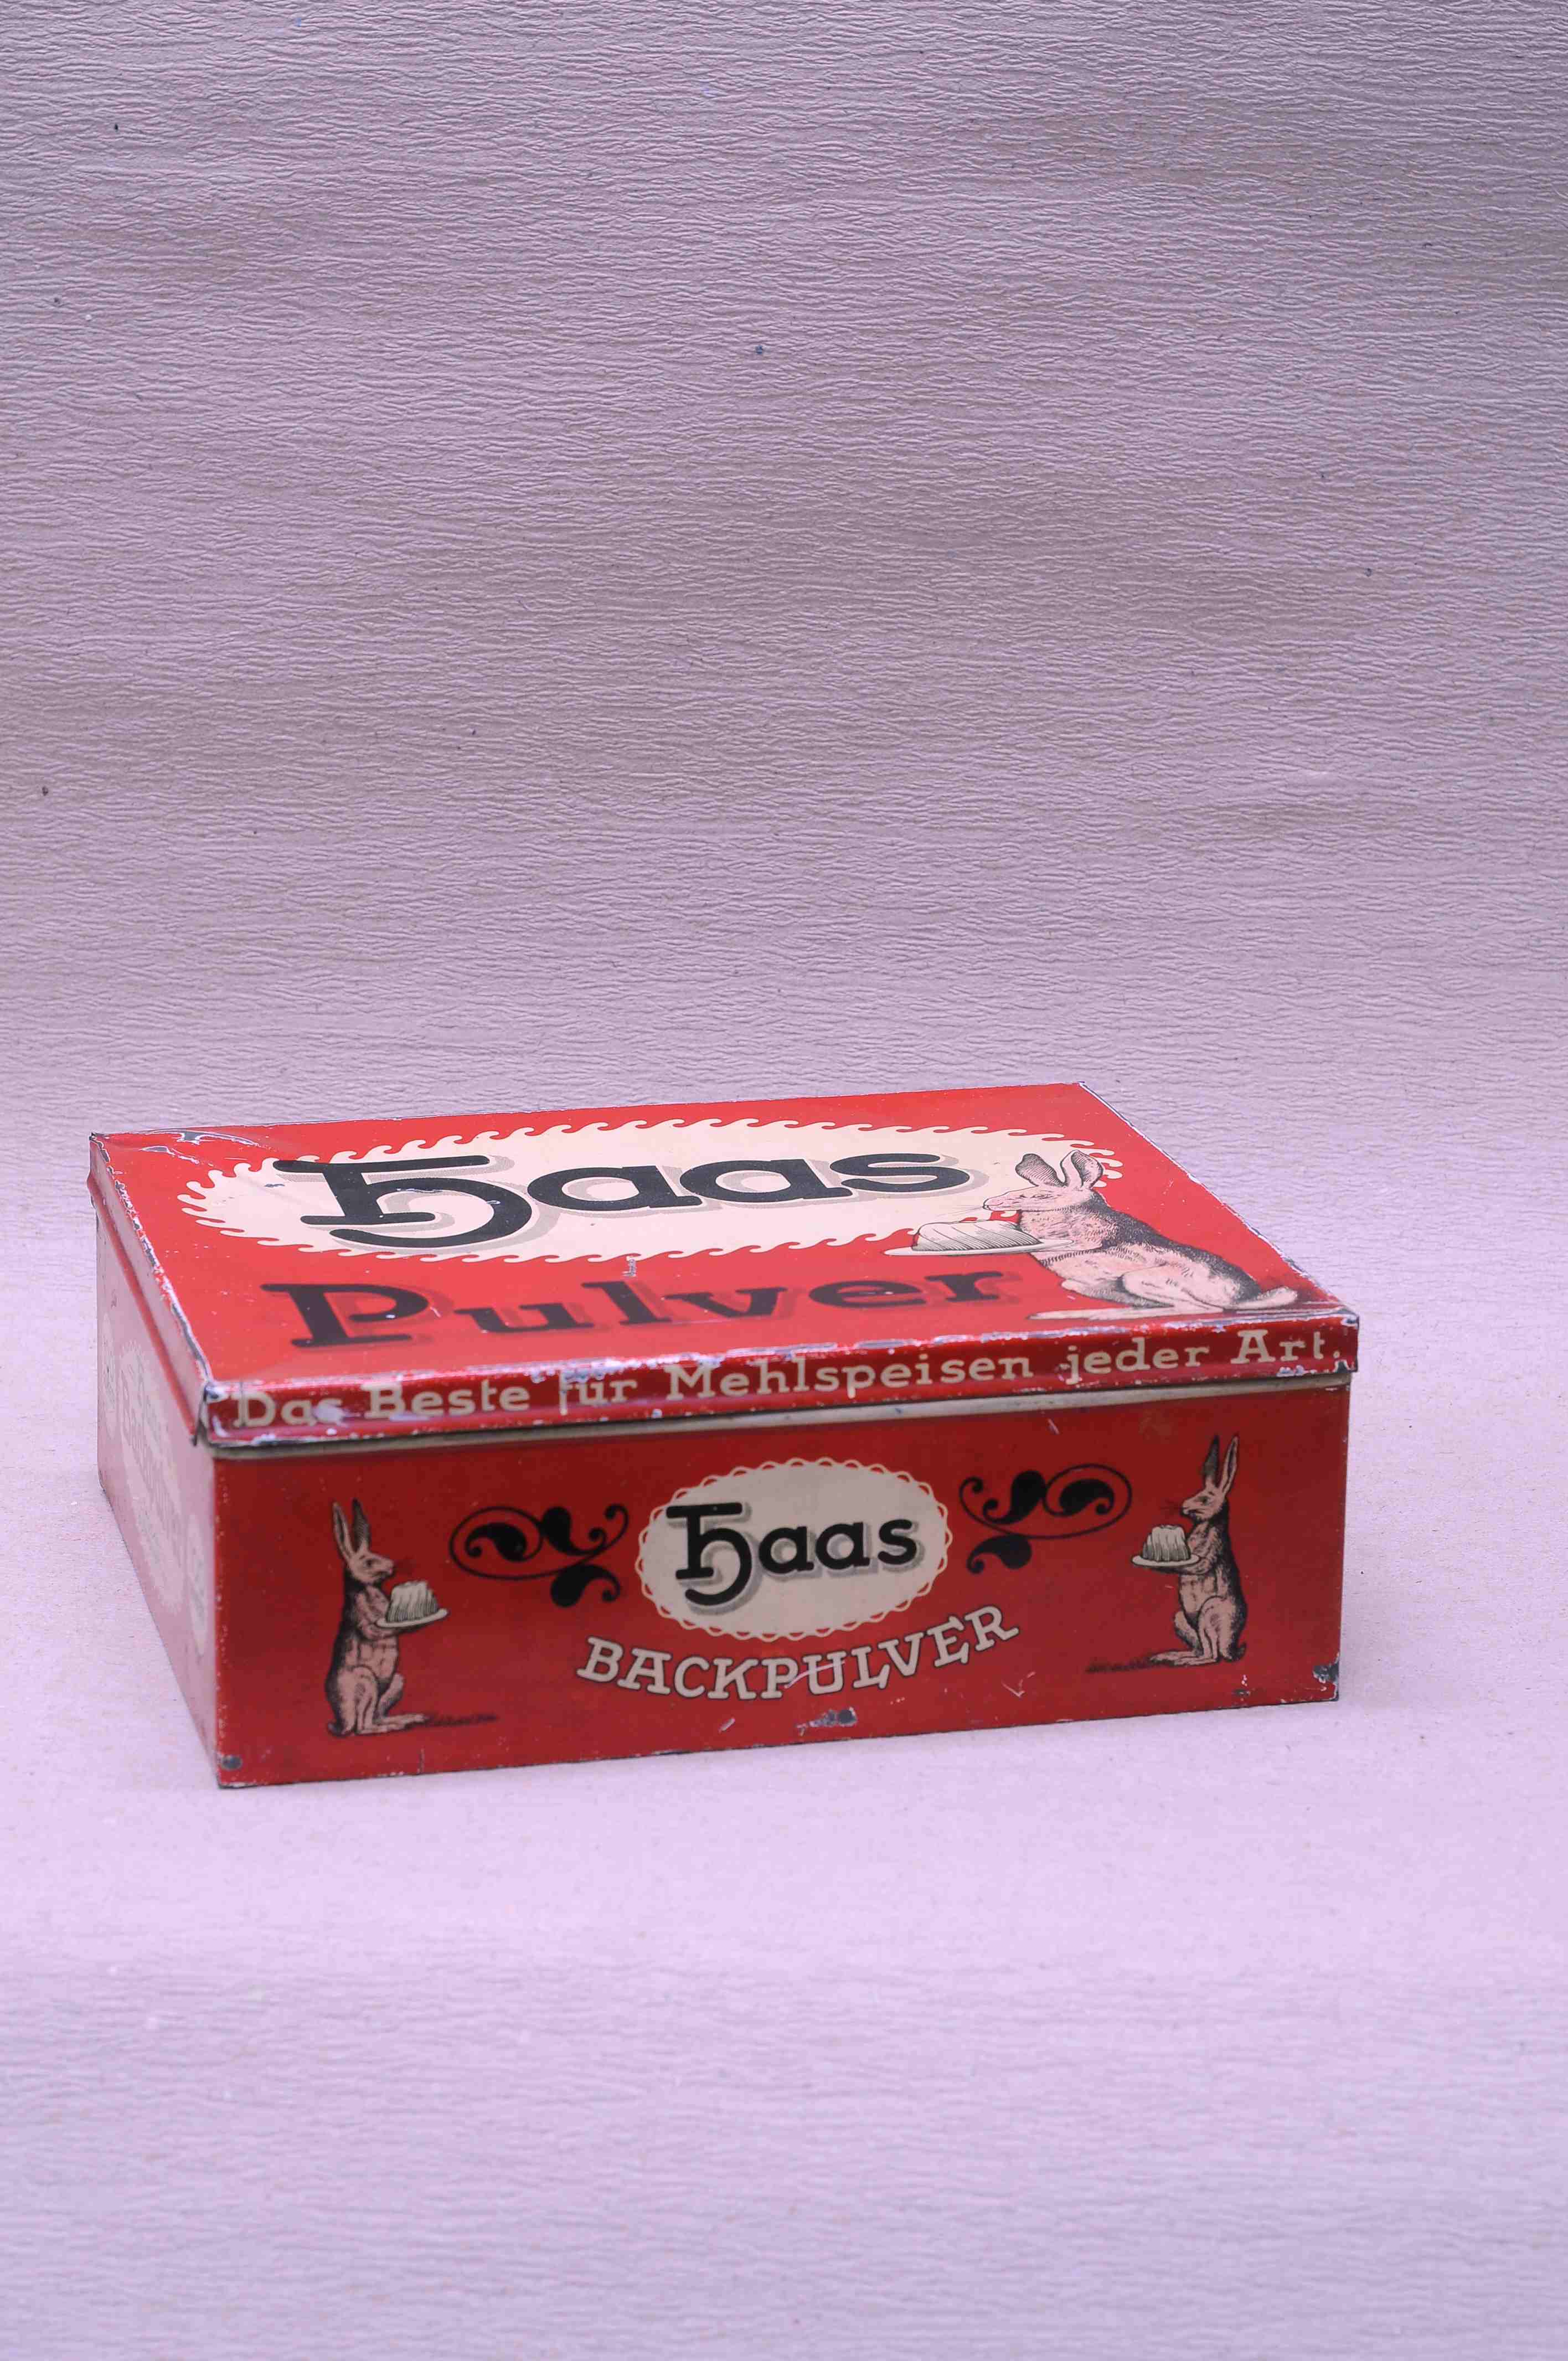 Haas
Pulver
Das Beste für Mehlspeisen jeder Art.
Haas
BACKPULVER